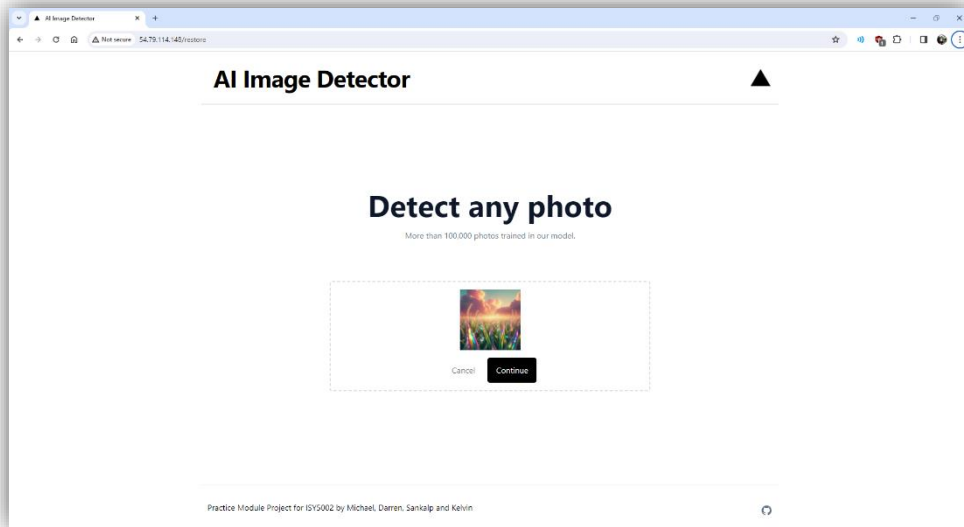 AI Image Detector
Not secure
54.79.114.148/restore
AI Image Detector
Detect any photo
More than 100,000 photos trained in our model.
Cancel
Continue
Practice Module Project for ISY5002 by Michael, Darren, Sankalp and Kelvin